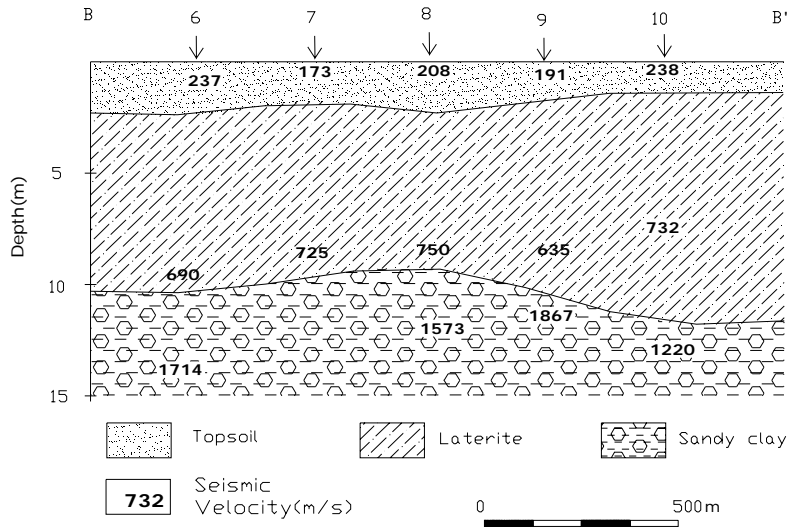 B 6 7 8 9 10 B'
237 173 208 191 238
5
732
690 725 750 635
10
1714 1573 1867 1220
15
Depth(m)
Topsoil Laterite Sandy clay
732 Seismic
Velocity(m/s)
0 500m